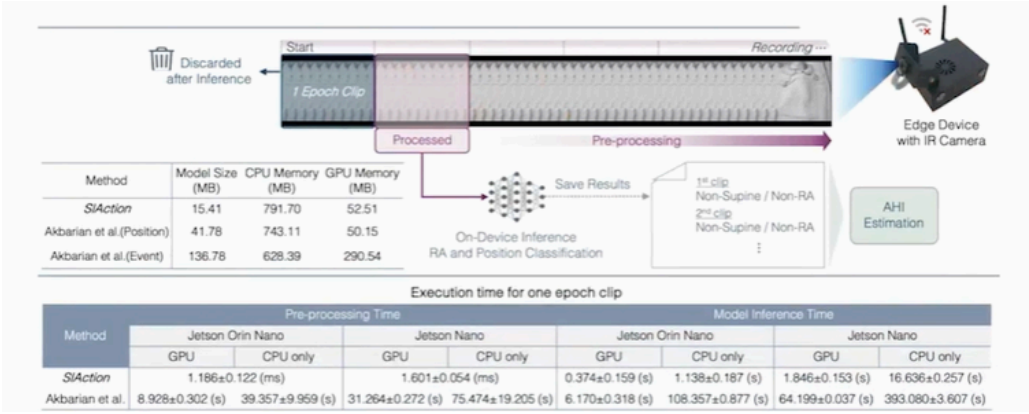 Start
Recording ...
Discarded
after Inference
1 Epoch Clip
Processed
Pre-processing
Edge Device
with IR Camera
Method Model Size (MB) CPU Memory (MB) GPU Memory (MB)
SlAction 15.41 791.70 52.51
Akbarian et al.(Position) 41.78 743.11 50.15
Akbarian et al.(Event) 136.78 628.39 290.54
Save Results
On-Device Inference
RA and Position Classification
1st clip
Non-Supine / Non-RA
2nd clip
Non-Supine / Non-RA
⋮
AHI
Estimation
Execution time for one epoch clip
Method Pre-processing Time Model Inference Time
Jetson Orin Nano Jetson Nano Jetson Orin Nano Jetson Nano
GPU CPU only GPU CPU only GPU CPU only GPU CPU only
SlAction 1.186±0.122 (ms) 1.601±0.054 (ms) 0.374±0.159 (s) 1.138±0.187 (s) 1.846±0.153 (s) 16.636±0.257 (s)
Akbarian et al. 8.928±0.302 (s) 39.357±9.959 (s) 31.264±0.272 (s) 75.474±19.205 (s) 6.170±0.318 (s) 108.357±0.877 (s) 64.199±0.037 (s) 393.080±3.607 (s)